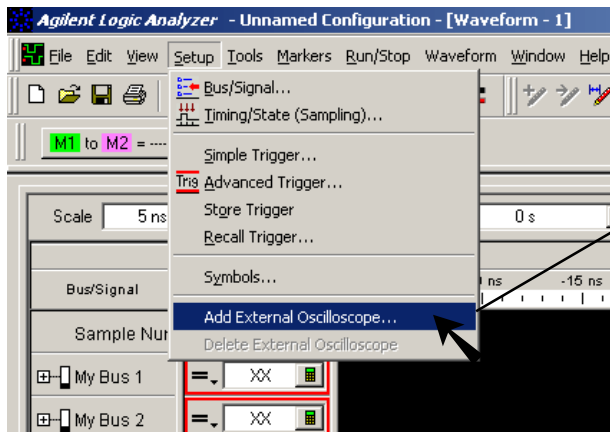 Agilent Logic Analyzer - Unnamed Configuration - [Waveform - 1]
File Edit View Setup Tools Markers Run/Stop Waveform Window Help
Bus/Signal...
Timing/State (Sampling)...
M1 to M2 = ----
Simple Trigger...
Trig Advanced Trigger...
Scale 5 ns Store Trigger 0 s
Recall Trigger...
Symbols...
Bus/Signal ns -15 ns
Add External Oscilloscope...
Sample Nur
Delete External Oscilloscope
My Bus 1 = XX
My Bus 2 = XX